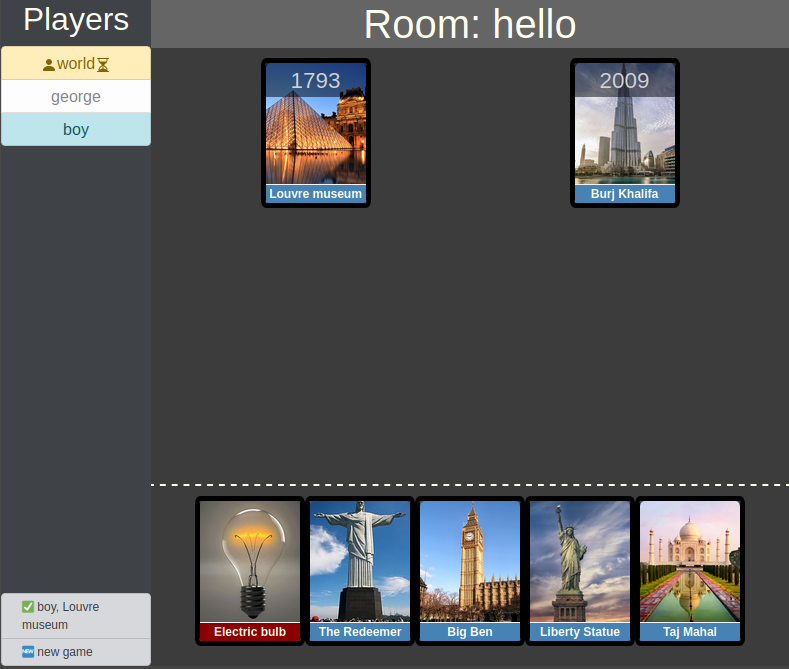 Players
Room: hello
world
george
boy
1793
2009
Louvre museum
Burj Khalifa
Electric bulb
The Redeemer
Big Ben
Liberty Statue
Taj Mahal
boy, Louvre
museum
NEW new game